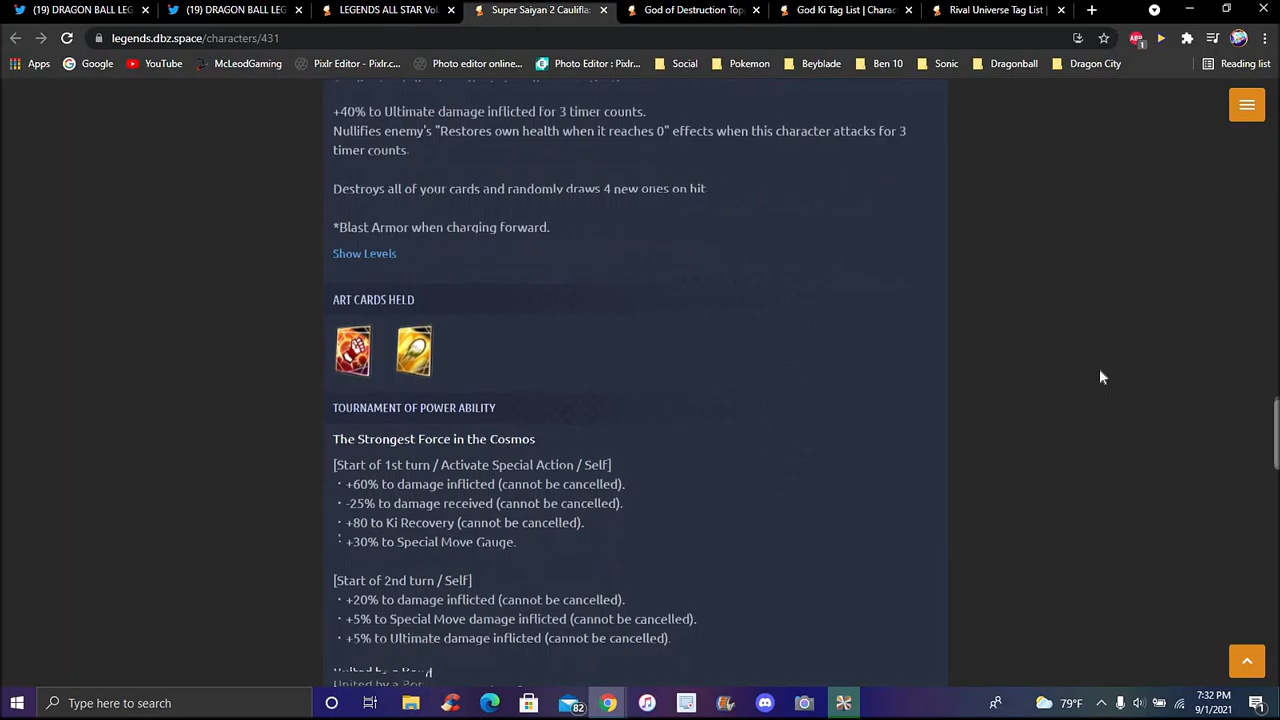 (19) DRAGON BALL LEG
(19) DRAGON BALL LEG
LEGENDS ALL STAR Vol
Super Saiyan 2 Caulifla
God of Destruction Top
God Ki Tag List | Charac
Rival Universe Tag List |
legends.dbz.space/characters/431
1
Apps
Google
YouTube
McLeodGaming
Pixlr Editor - Pixlr...
Photo editor online...
Photo Editor : Pixlr...
Social
Pokemon
Beyblade
Ben 10
Sonic
Dragonball
Dragon City
Reading list
+40% to Ultimate damage inflicted for 3 timer counts.
Nullifies enemy's "Restores own health when it reaches 0" effects when this character attacks for 3
timer counts.
Destroys all of your cards and randomly draws 4 new ones on hit.
*Blast Armor when charging forward.
Show Levels
ART CARDS HELD
TOURNAMENT OF POWER ABILITY
The Strongest Force in the Cosmos
[Start of 1st turn / Activate Special Action / Self]
・+60% to damage inflicted (cannot be cancelled).
・-25% to damage received (cannot be cancelled).
・+80 to Ki Recovery (cannot be cancelled).
・+30% to Special Move Gauge.
[Start of 2nd turn / Self]
・+20% to damage inflicted (cannot be cancelled).
・+5% to Special Move damage inflicted (cannot be cancelled).
・+5% to Ultimate damage inflicted (cannot be cancelled).
United by a
Type here to search
82
79°F
7:32 PM
9/1/2021